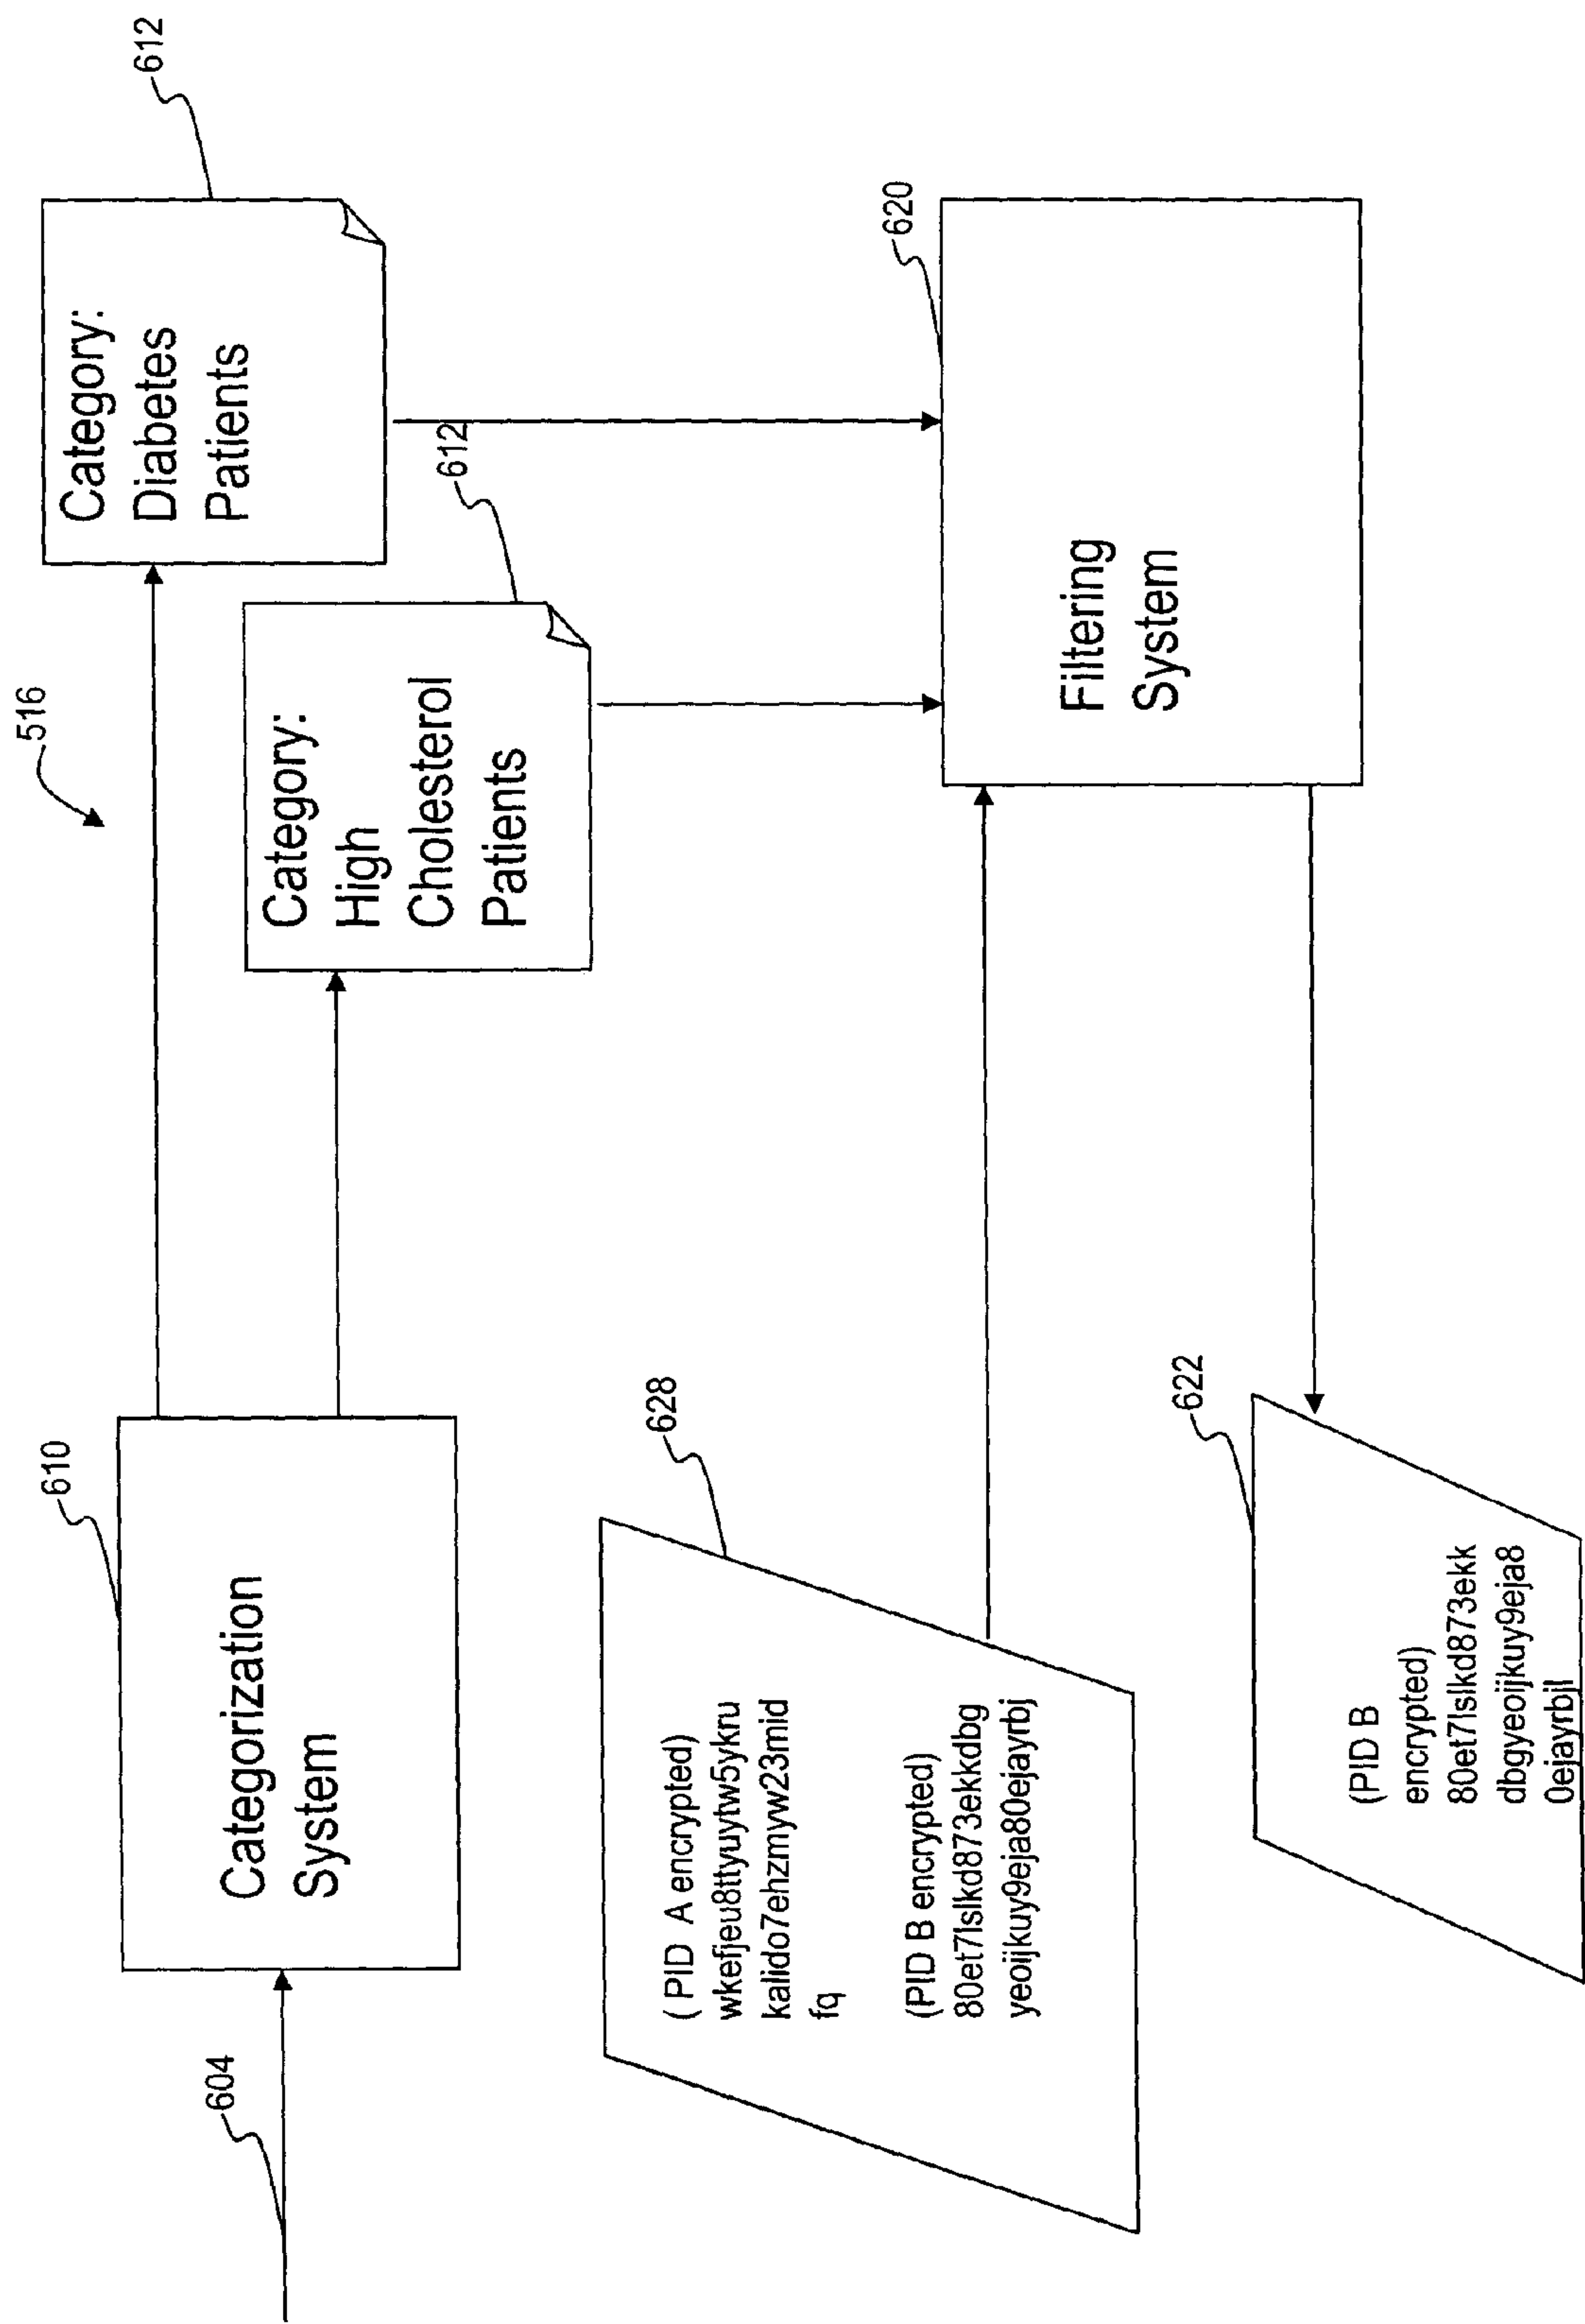 516
604
610
Categorization
System
612
Category:
Diabetes
Patients
612
Category:
High
Cholesterol
Patients
628
( PID A encrypted)
wkefjeu8ttyuytw5ykru
kalido7ehzmyw23mid
fq
(PID B encrypted)
80et7lslkd873ekkdbg
yeoijkuy9eja80ejayrbj
620
Filtering
System
622
(PID B
encrypted)
80et7lslkd873ekk
dbgyeoijkuy9eja8
0ejayrbjl